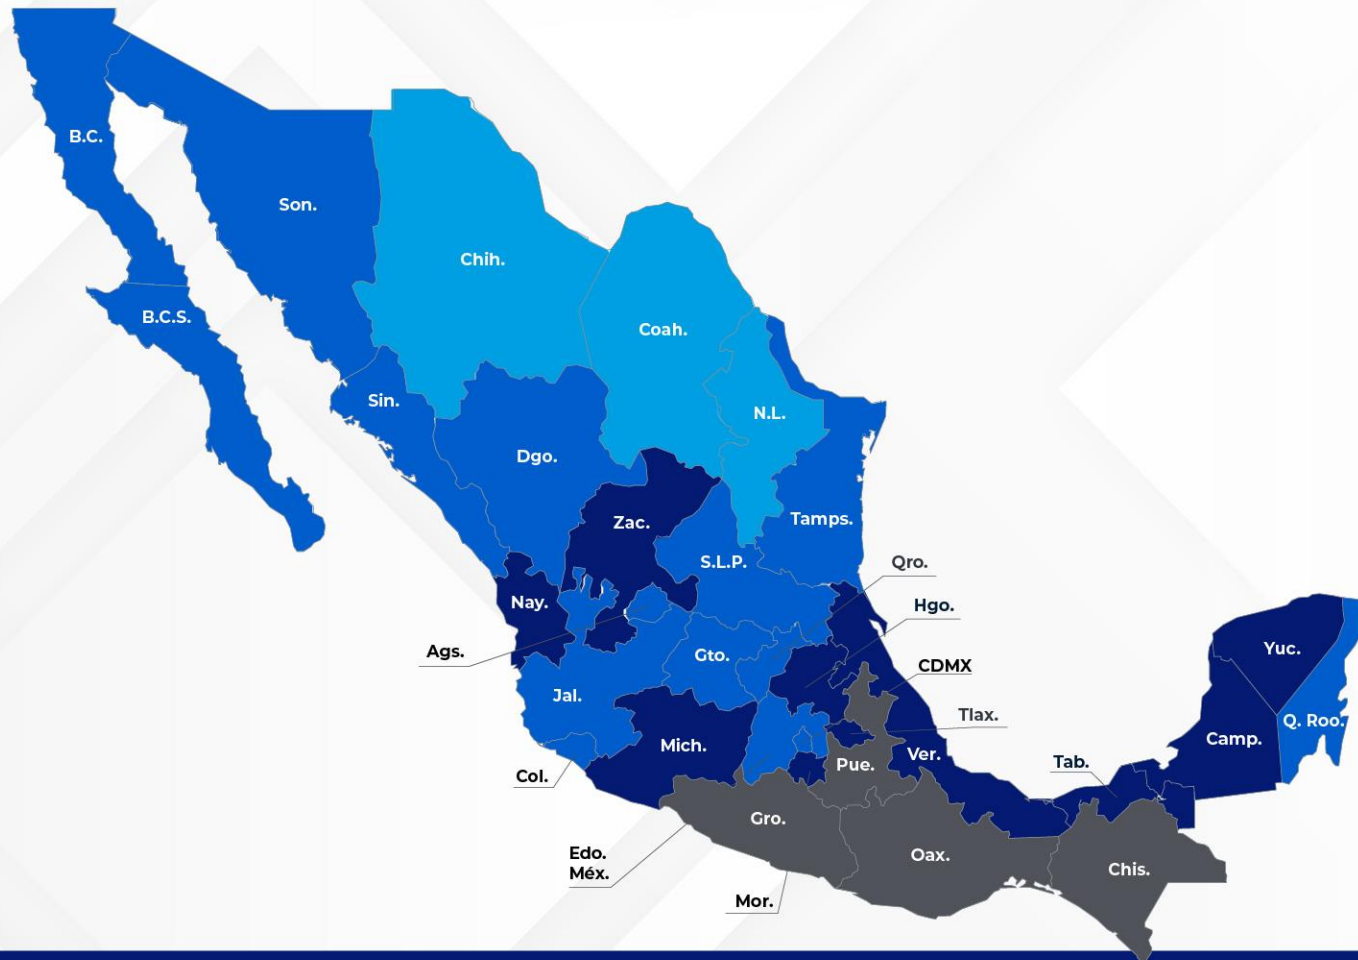 B.C.
Son.
Chih.
B.C.S.
Coah.
Sin.
N.L.
Dgo.
Zac.
Tamps.
S.L.P.
Qro.
Nay.
Hgo.
Ags.
Gto.
Yuc.
CDMX
Jal.
Tlax.
Q. Roo.
Mich.
Camp.
Ver.
Pue.
Tab.
Col.
Gro.
Edo.
Méx.
Oax.
Chis.
Mor.